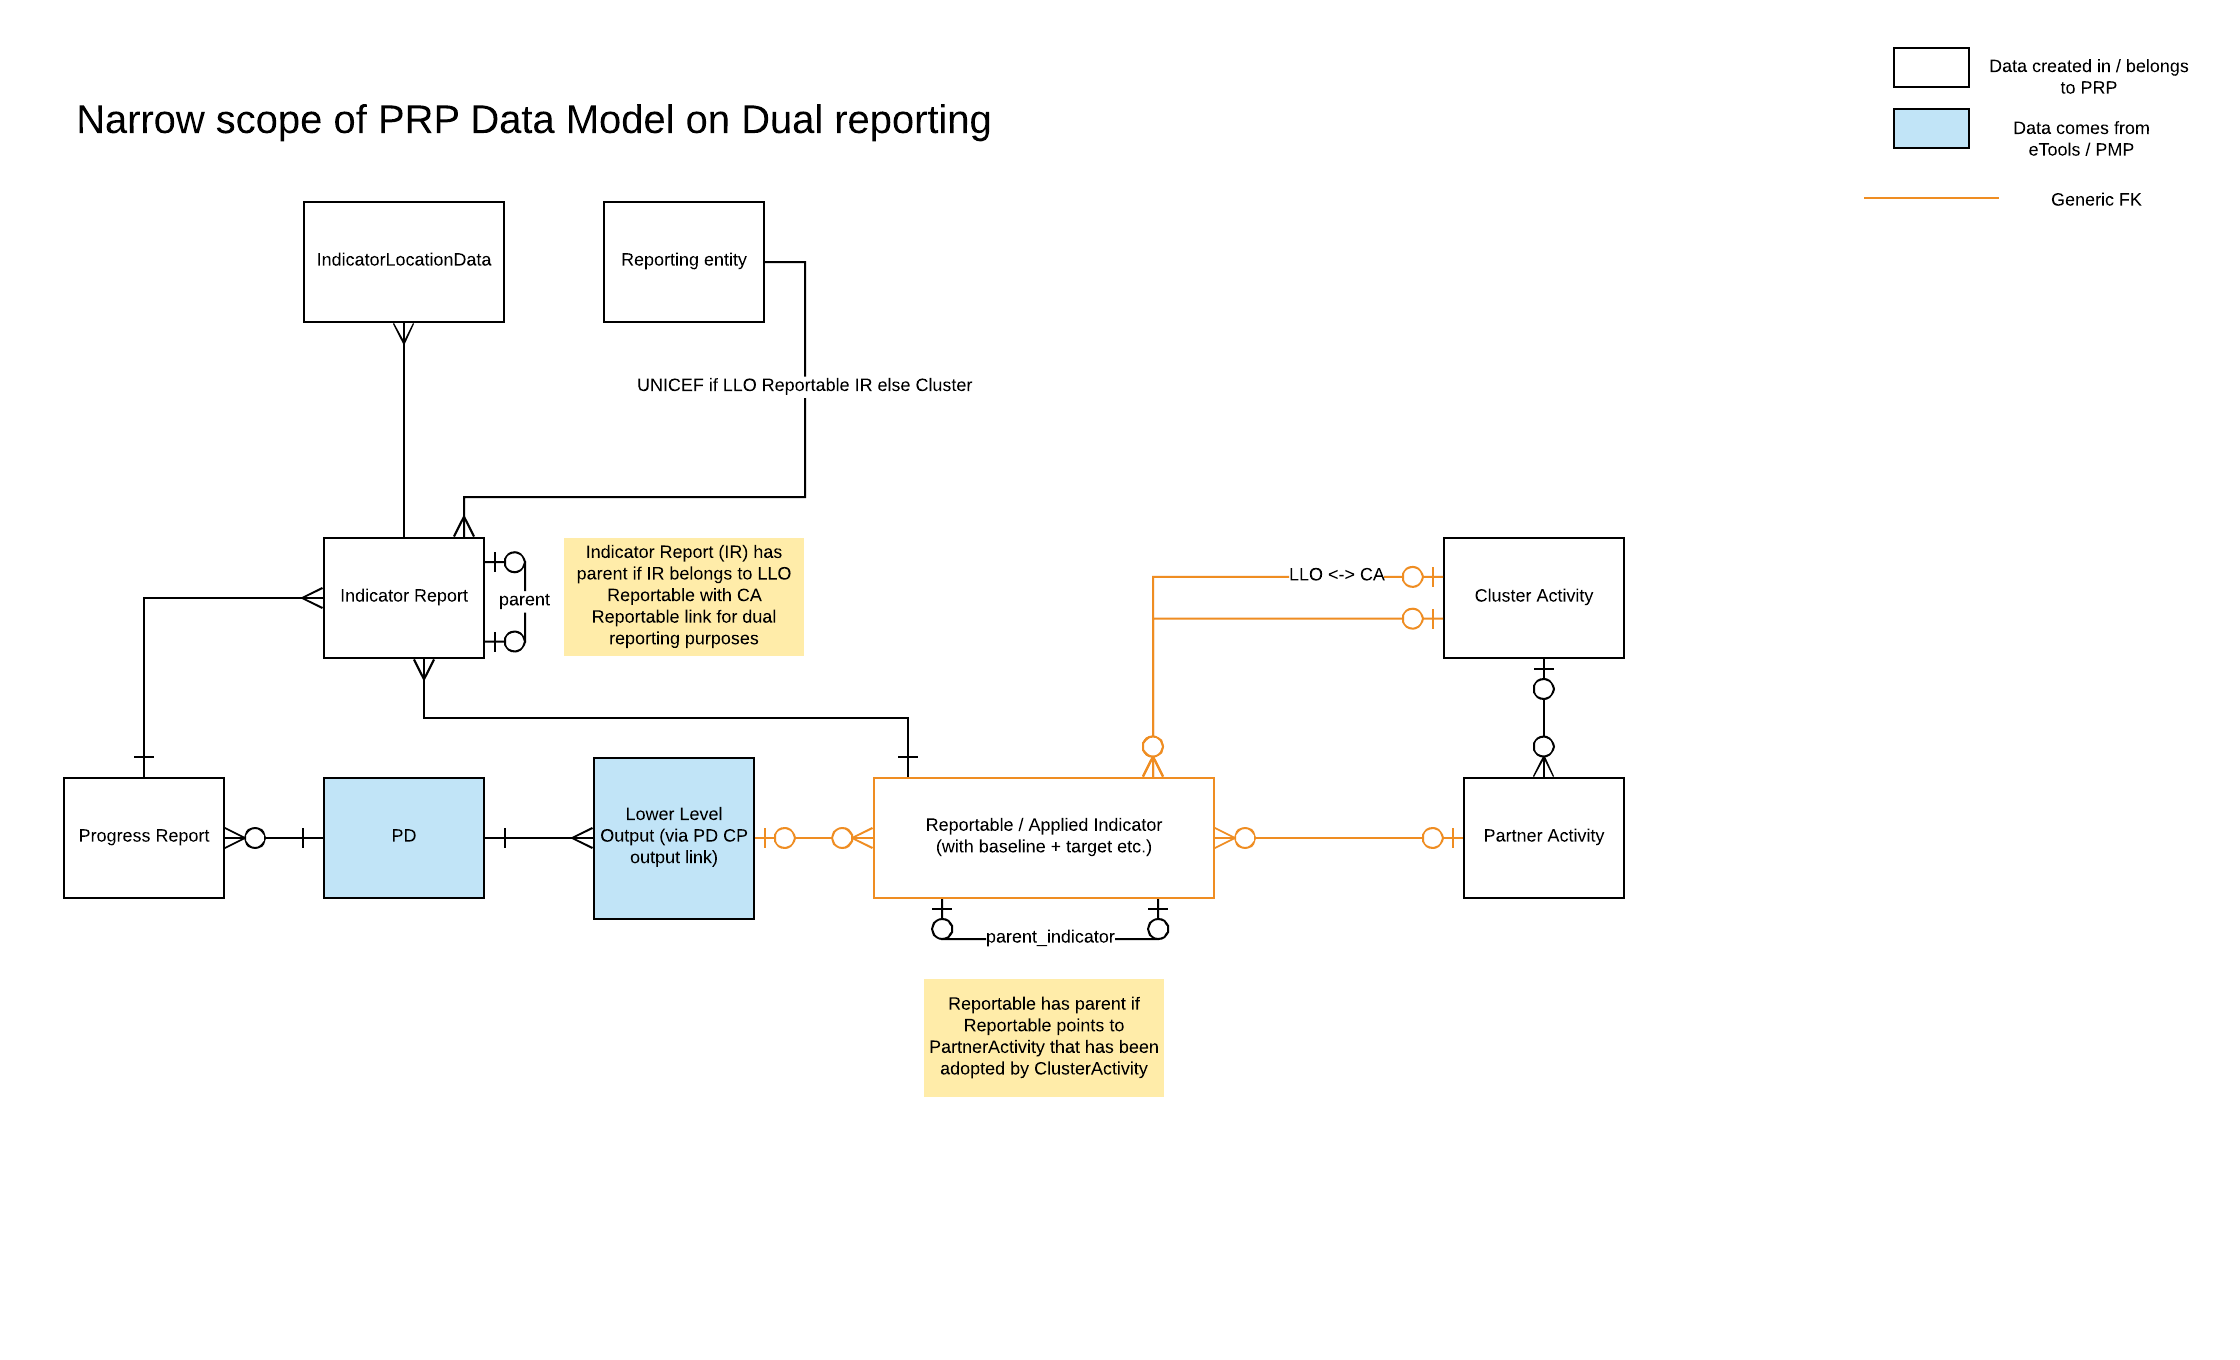 Data created in / belongs
to PRP
Narrow scope of PRP Data Model on Dual reporting
Data comes from
eTools / PMP
Generic FK
IndicatorLocationData
Reporting entity
UNICEF if LLO Reportable IR else Cluster
Indicator Report
parent
Indicator Report (IR) has
parent if IR belongs to LLO
Reportable with CA
Reportable link for dual
reporting purposes
LLO <-> CA
Cluster Activity
Progress Report
PD
Lower Level
Output (via PD CP
output link)
Reportable / Applied Indicator
(with baseline + target etc.)
Partner Activity
parent_indicator
Reportable has parent if
Reportable points to
PartnerActivity that has been
adopted by ClusterActivity